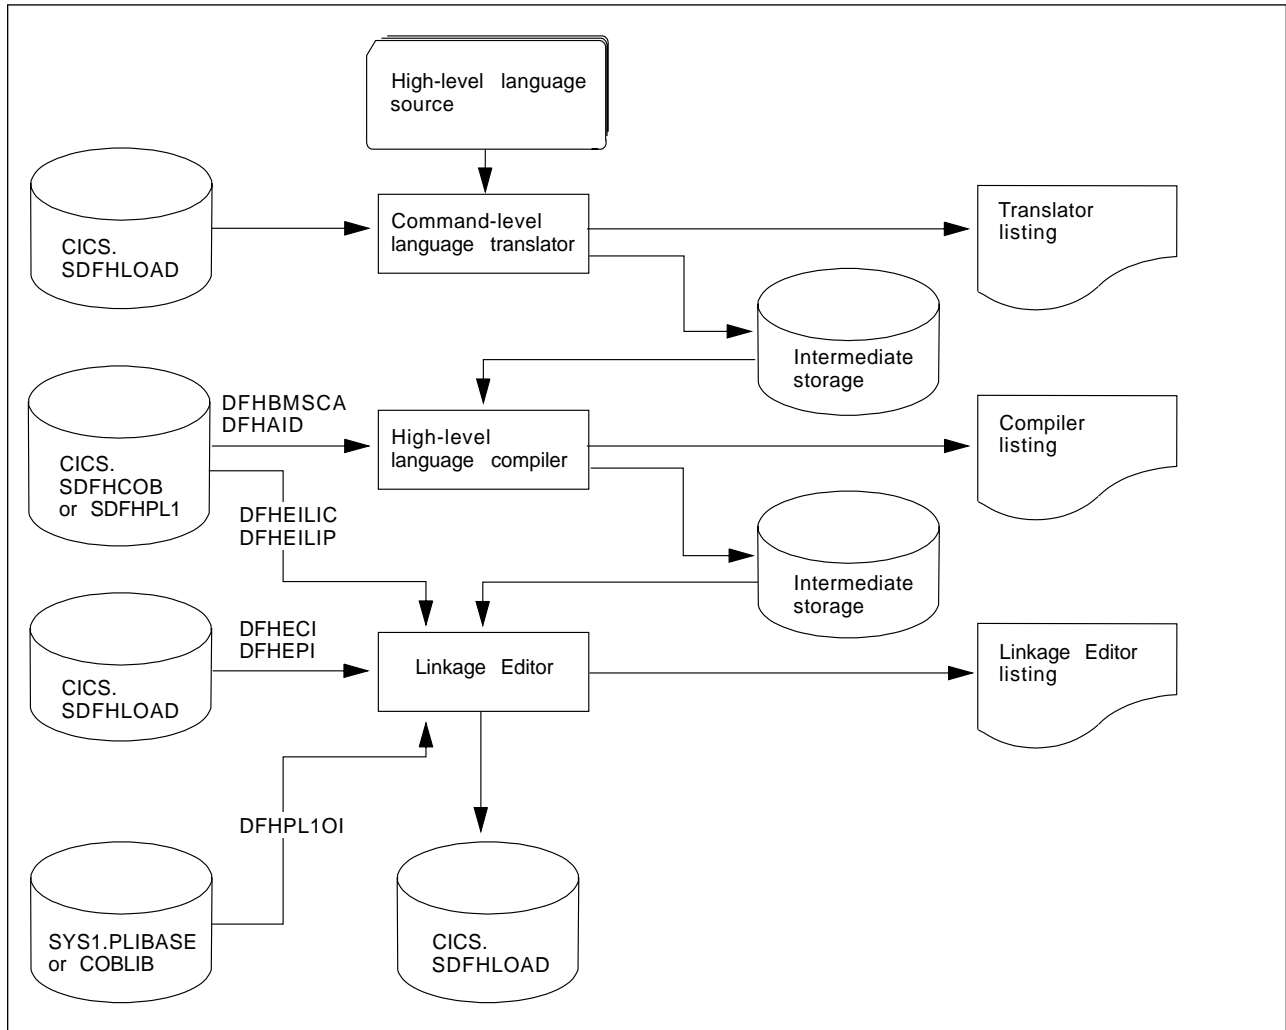 High-level language
source
CICS.
SDFHLOAD
Command-level
language translator
Translator
listing
Intermediate
storage
DFHBMSCA
DFHAID
CICS.
SDFHCOB
or SDFHPL1
High-level
language compiler
Compiler
listing
DFHEILIC
DFHEILIP
Intermediate
storage
DFHECI
DFHEPI
CICS.
SDFHLOAD
Linkage Editor
Linkage Editor
listing
DFHPL1OI
SYS1.PLIBASE
or COBLIB
CICS.
SDFHLOAD